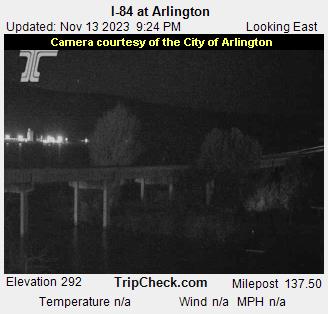 I-84 at Arlington
Updated: Nov 13 2023 9:24 PM Looking East
Camera courtesy of the City of Arlington
Elevation 292 TripCheck.com Milepost 137.50
Temperature n/a Wind n/a MPH n/a